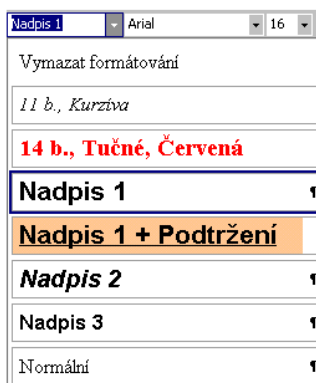 Nadpis 1 Arial 16
Vymazat formátování
11 b., Kurzíva
14 b., Tučné, Červená
Nadpis 1 ¶
Nadpis 1 + Podtržení
Nadpis 2 ¶
Nadpis 3 ¶
Normální ¶